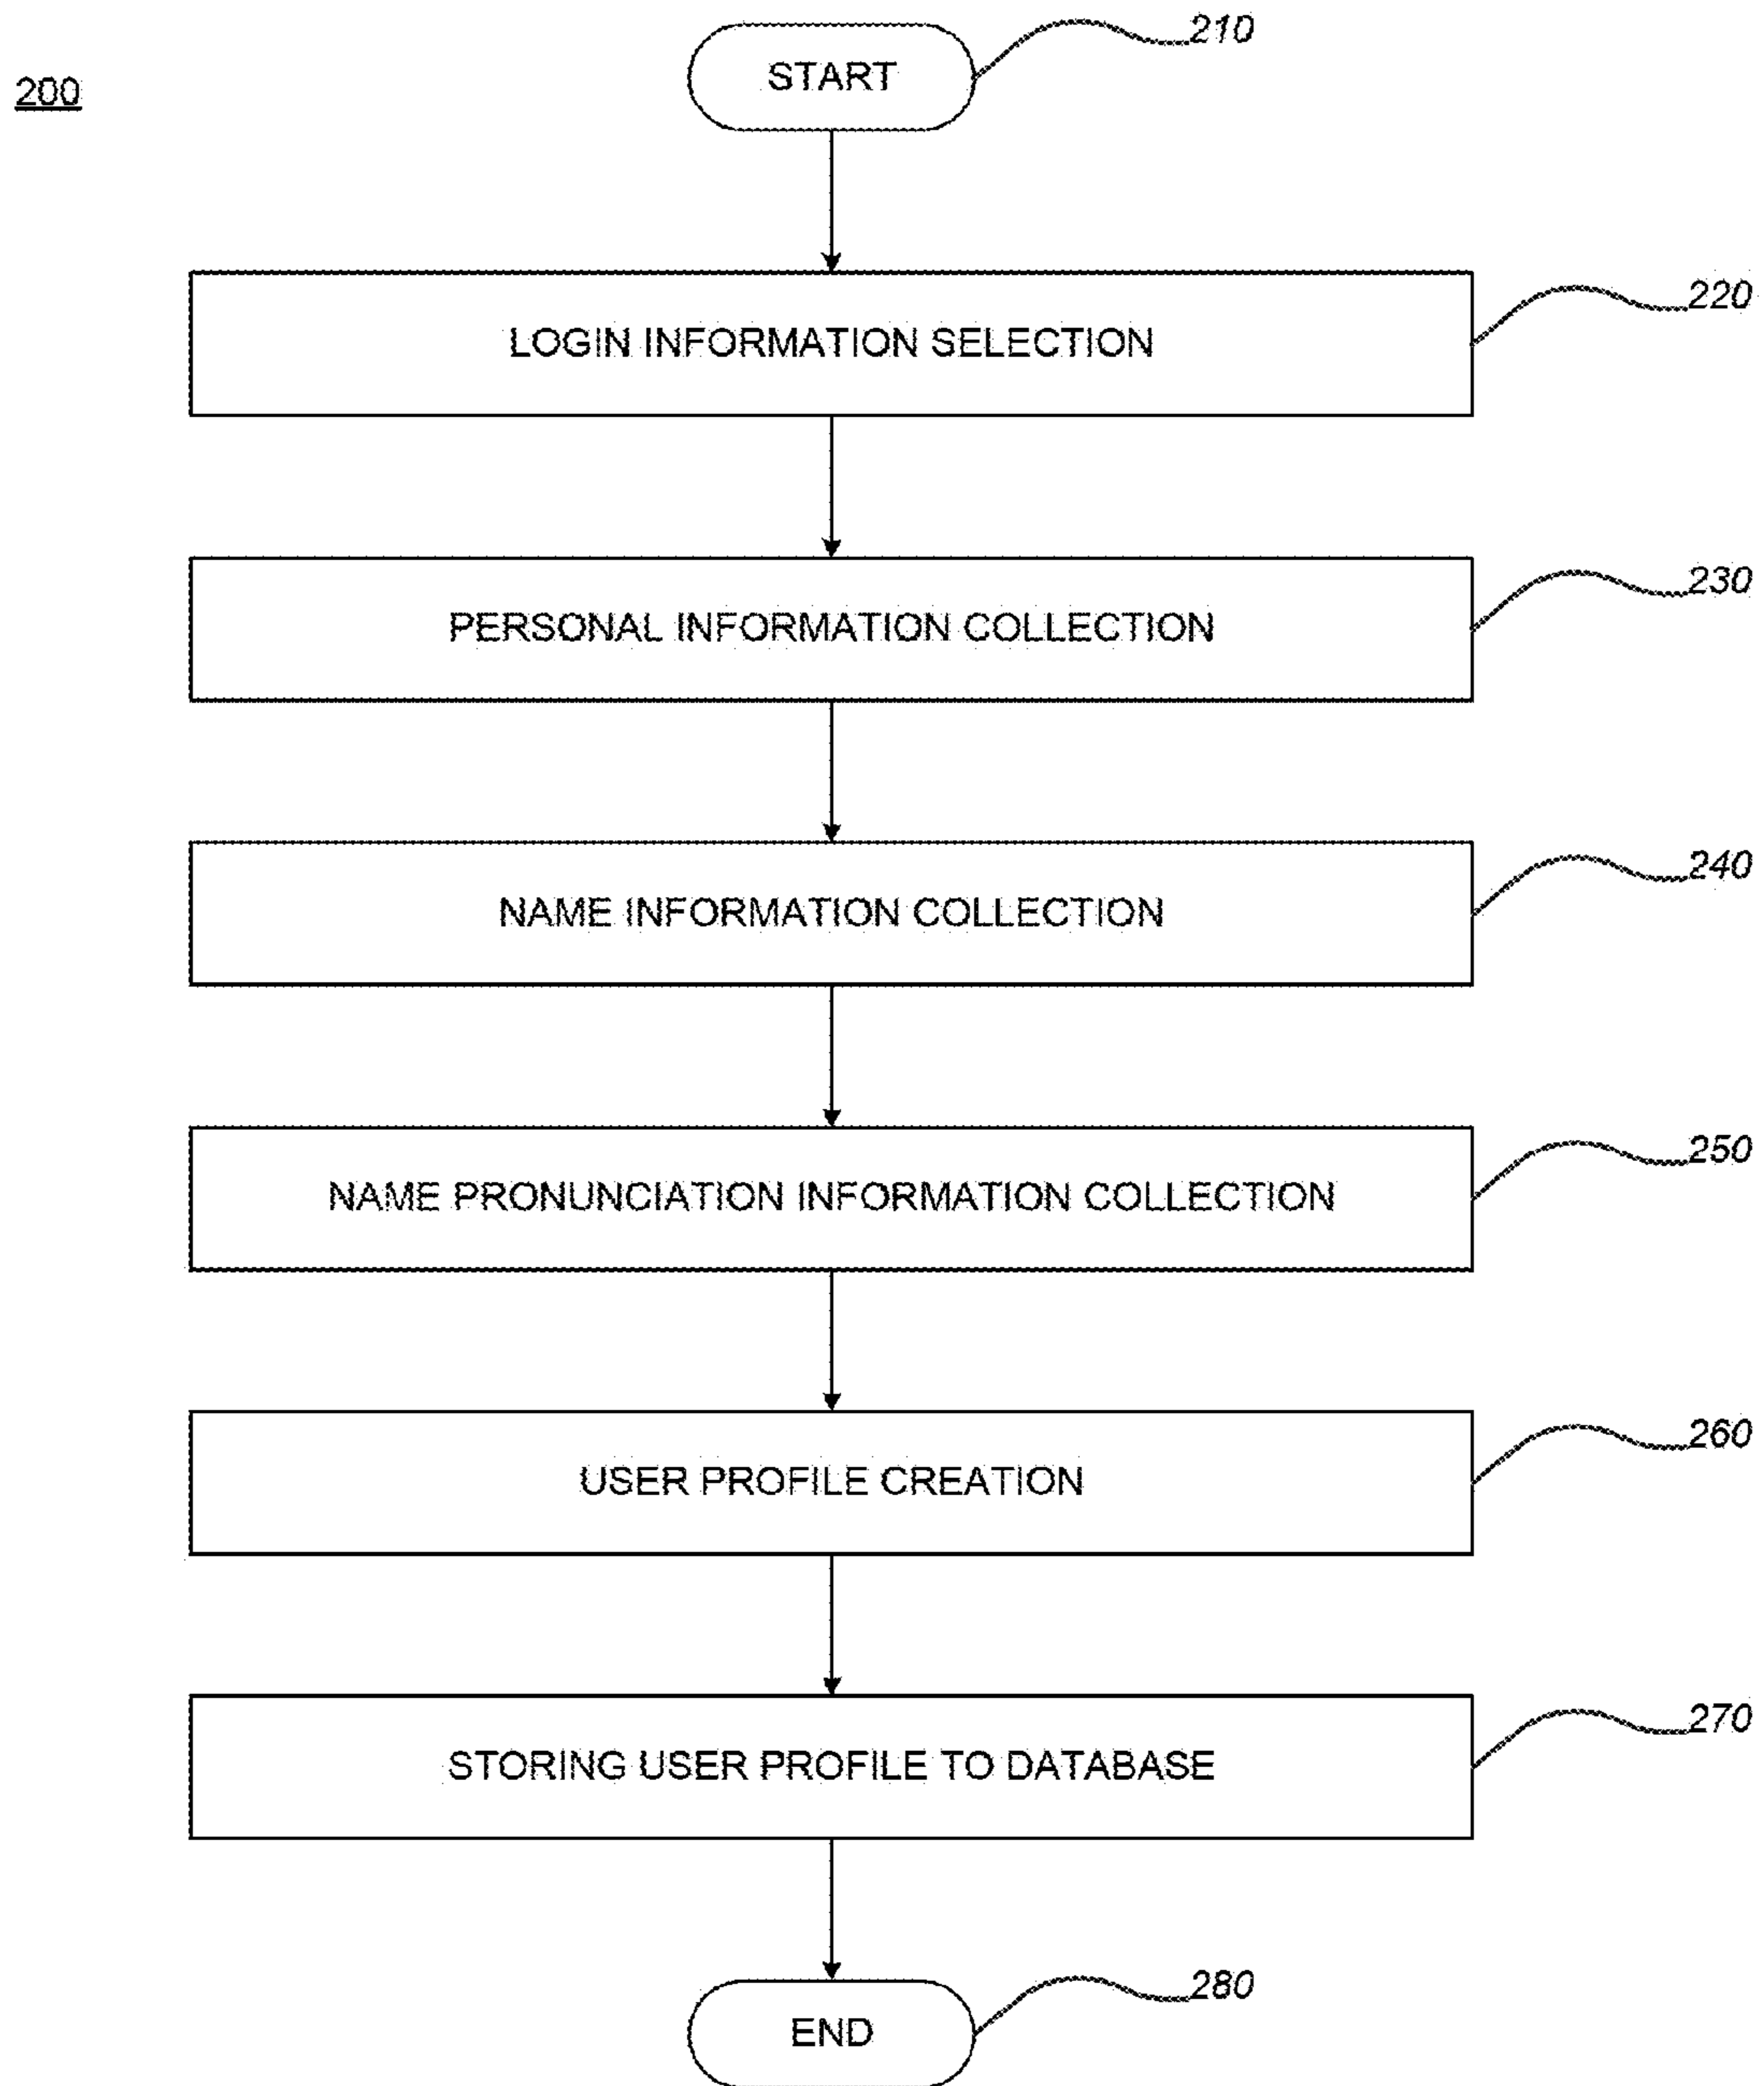 210
START
200
220
LOGIN INFORMATION SELECTION
230
PERSONAL INFORMATION COLLECTION
240
NAME INFORMATION COLLECTION
250
NAME PRONUNCIATION INFORMATION COLLECTION
260
USER PROFILE CREATION
270
STORING USER PROFILE TO DATABASE
280
END